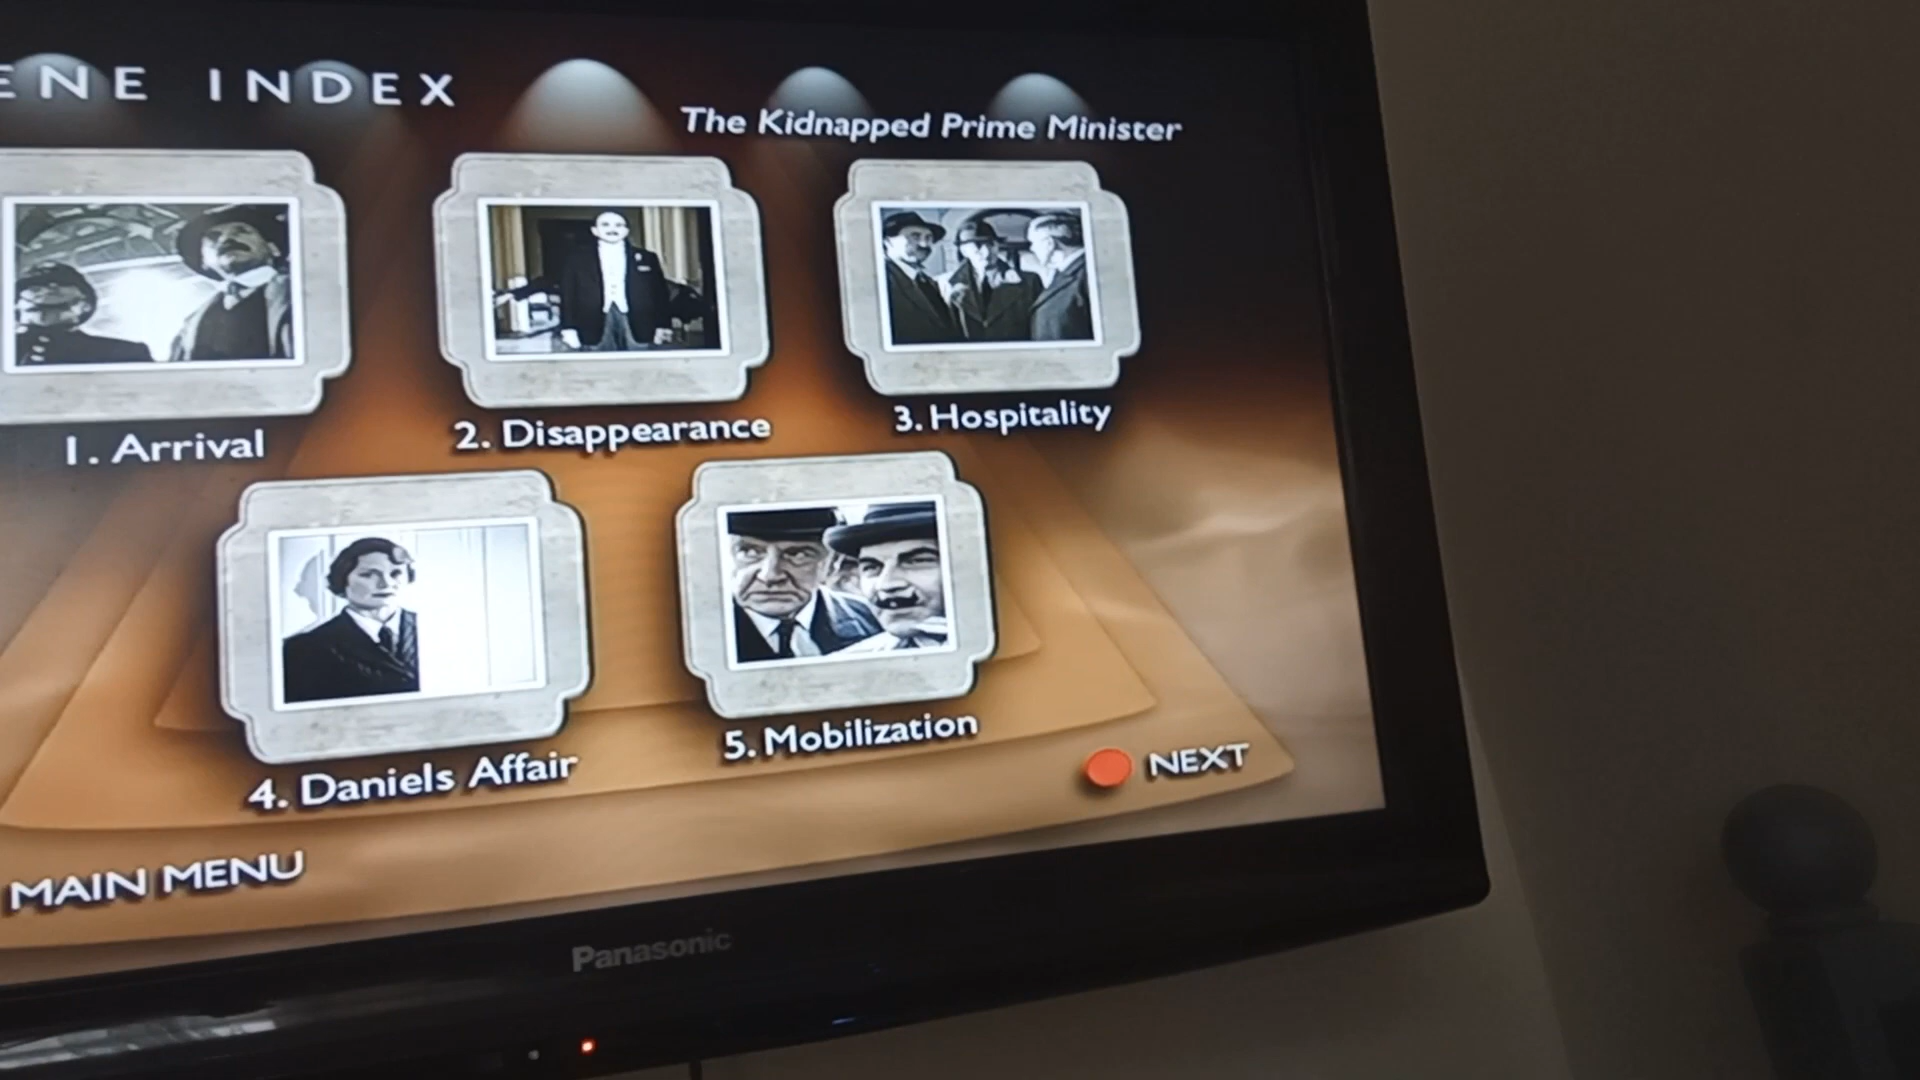 ENE INDEX
The Kidnapped Prime Minister
1. Arrival
2. Disappearance
3. Hospitality
4. Daniels Affair
5. Mobilization
NEXT
MAIN MENU
Panasonic